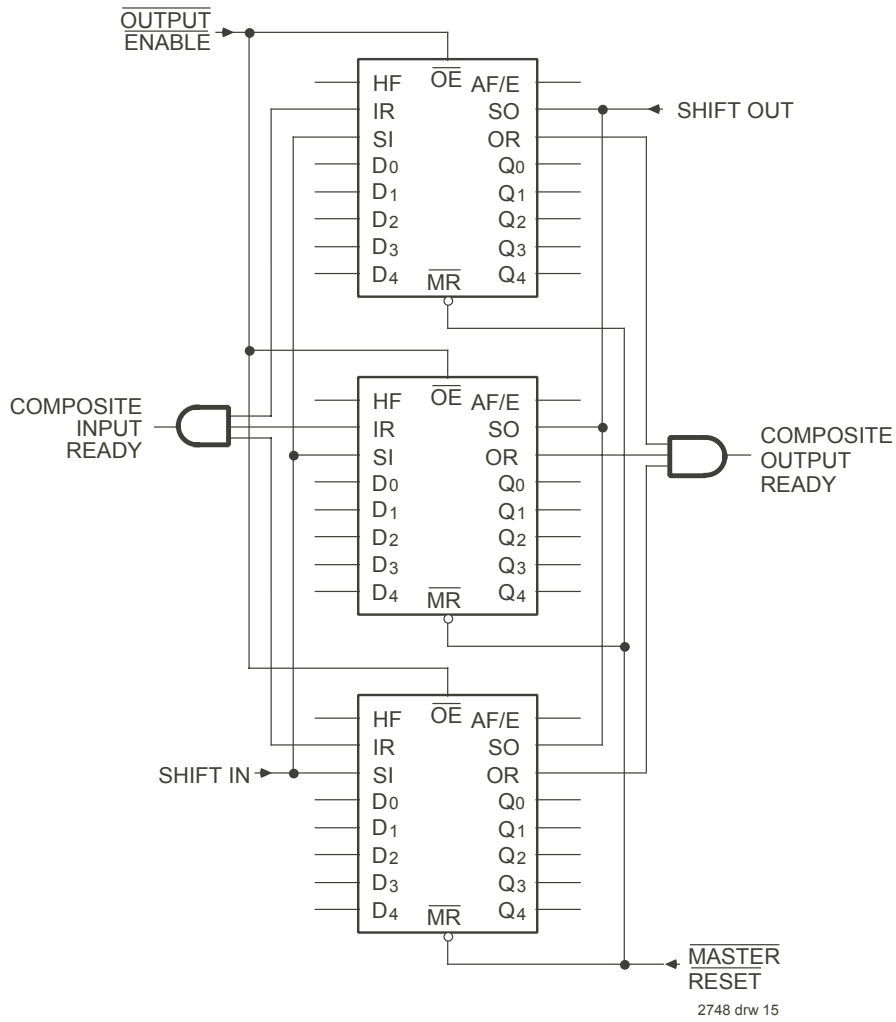 OUTPUT
ENABLE
OE
HF AF/E
IR SO
SHIFT OUT
SI OR
D0 Q0
D1 Q1
D2 Q2
D3 Q3
D4 Q4
MR
OE
HF AF/E
COMPOSITE
INPUT
READY
IR SO
SI OR
COMPOSITE
OUTPUT
READY
D0 Q0
D1 Q1
D2 Q2
D3 Q3
D4 Q4
MR
OE
HF AF/E
IR SO
SHIFT IN
SI OR
D0 Q0
D1 Q1
D2 Q2
D3 Q3
D4 Q4
MR
MASTER
RESET
2748 drw 15